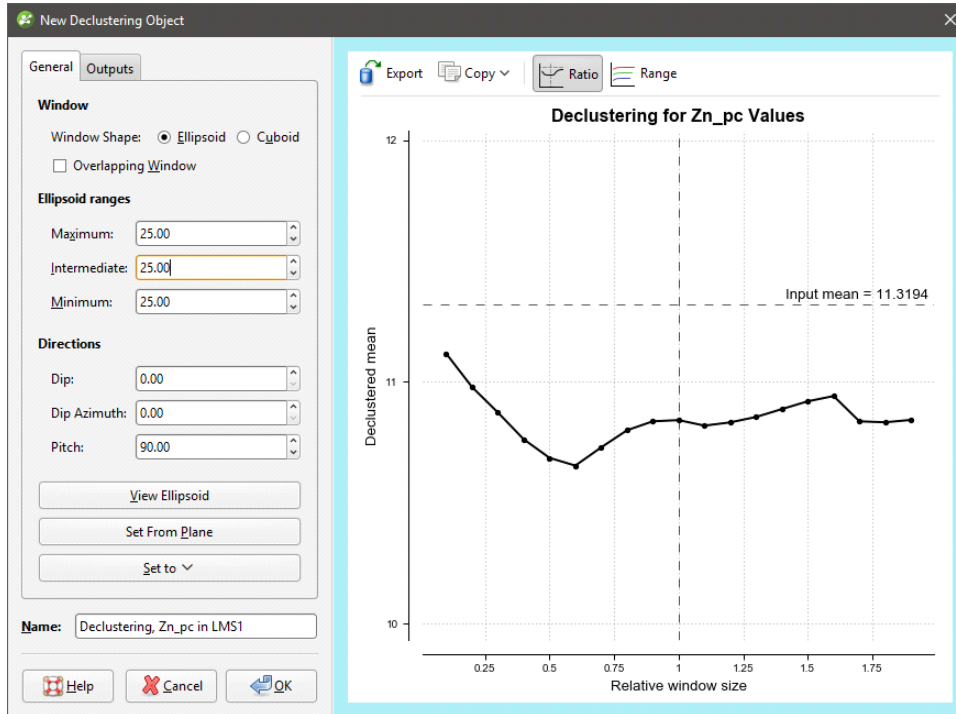 New Declustering Object
General Outputs
Window
Window Shape: Ellipsoid Cuboid
Overlapping Window
Ellipsoid ranges
Maximum: 25.00
Intermediate: 25.00
Minimum: 25.00
Directions
Dip: 0.00
Dip Azimuth: 0.00
Pitch: 90.00
View Ellipsoid
Set From Plane
Set to
Name: Declustering, Zn_pc in LMS1
Help Cancel OK
Export Copy Ratio Range
Declustering for Zn_pc Values
12
Input mean = 11.3194
Declustered mean
11
10
0.25 0.5 0.75 1 1.25 1.5 1.75
Relative window size